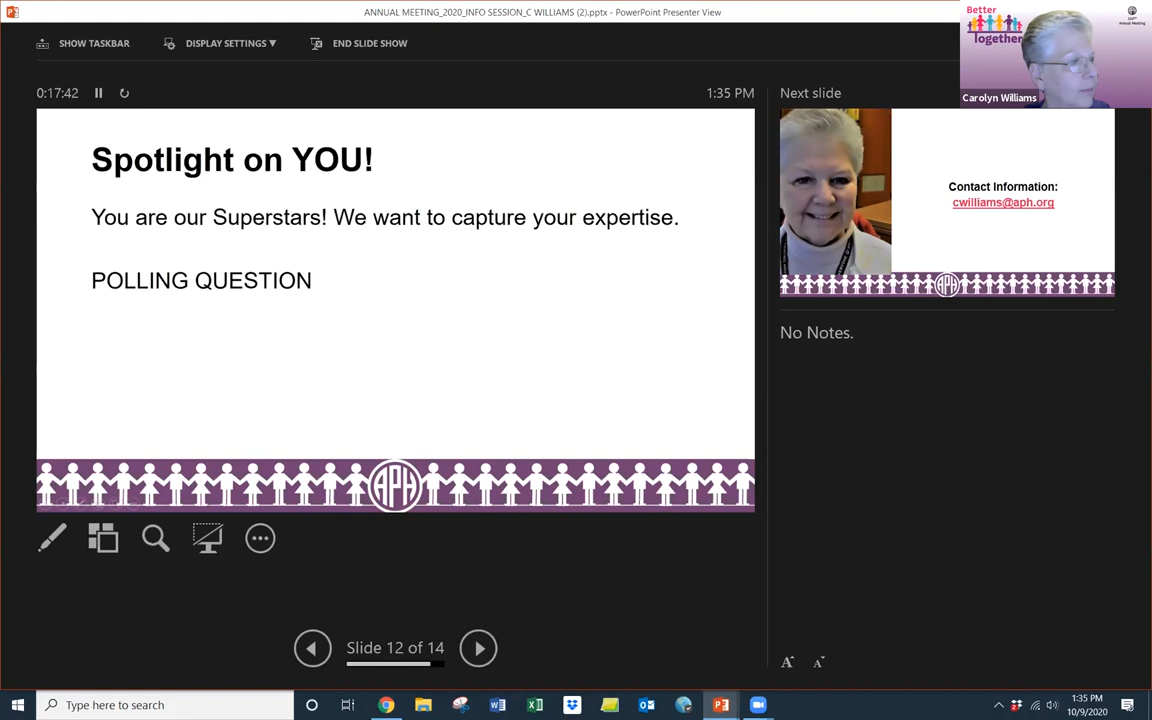 ANNUAL MEETING_2020_INFO SESSION_C WILLIAMS (2).pptx - PowerPoint Presenter View
SHOW TASKBAR
DISPLAY SETTINGS ▼
END SLIDE SHOW
Better
Together
Annual Meeting
Carolyn Williams
0:17:42
1:35 PM
Next slide
Spotlight on YOU!
You are our Superstars! We want to capture your expertise.
POLLING QUESTION
APH
Contact Information:
cwilliams@aph.org
APH
No Notes.
Slide 12 of 14
A A
Type here to search
1:35 PM
10/9/2020